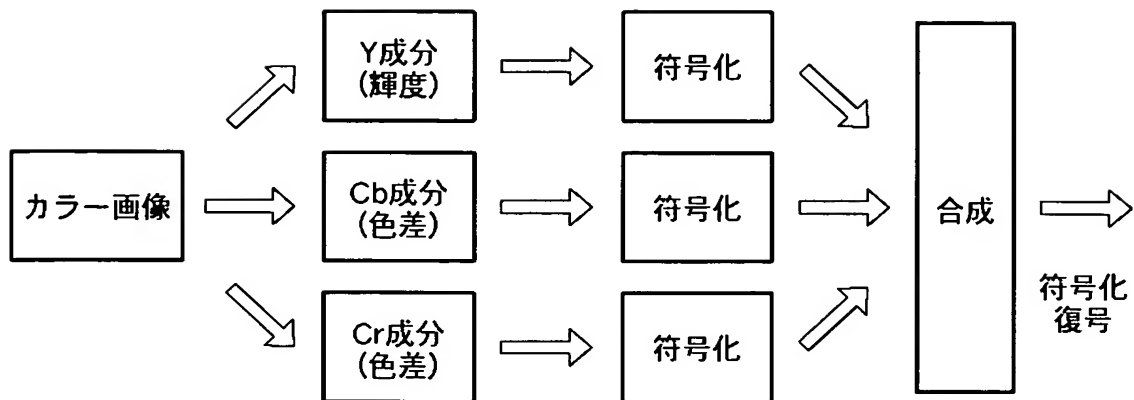 カラー画像
Y成分
(輝度)
符号化
Cb成分
(色差)
符号化
Cr成分
(色差)
符号化
合成
符号化
復号